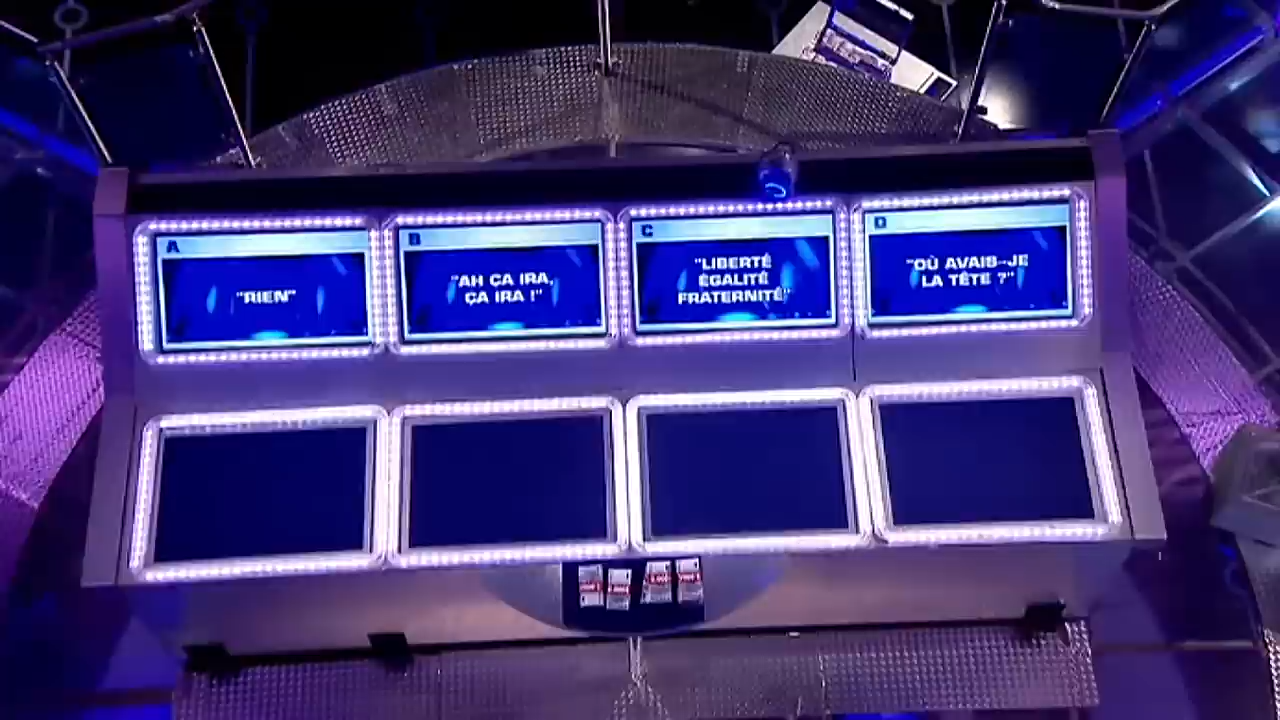 A
"RIEN"
B
"AH ÇA IRA,
ÇA IRA !"
C
"LIBERTÉ
ÉGALITÉ
FRATERNITÉ"
D
"OÙ AVAIS-JE
LA TÊTE ?"